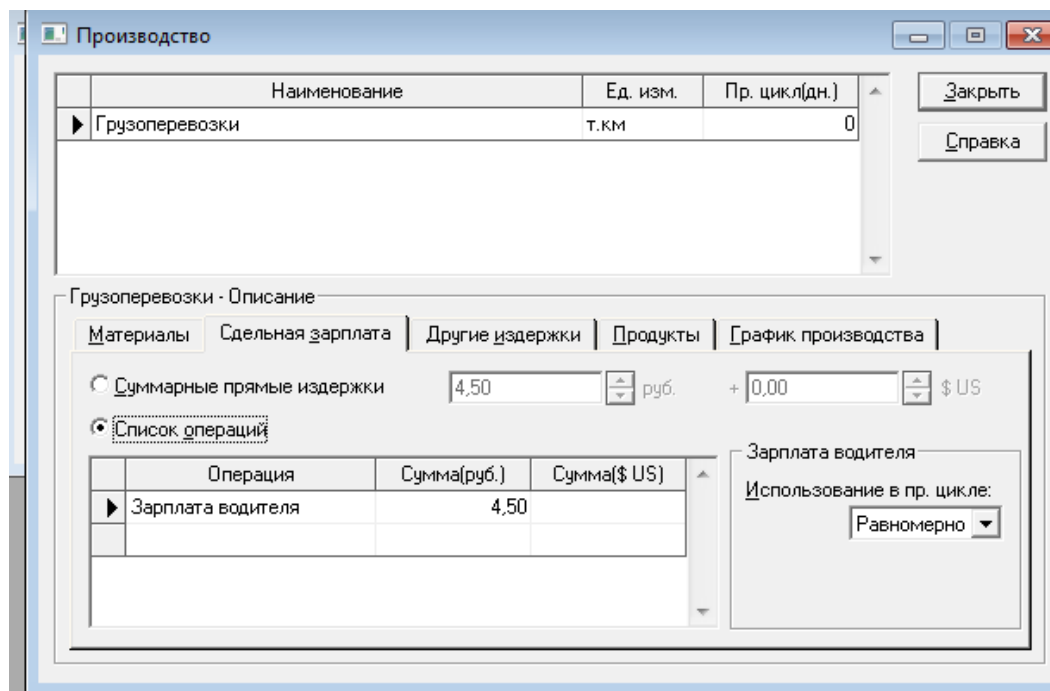 Производство
Наименование Ед. изм. Пр. цикл(дн.)
Грузоперевозки т.км 0
Закрыть
Справка
Грузоперевозки - Описание
Материалы Сдельная зарплата Другие издержки Продукты График производства
Суммарные прямые издержки 4,50 руб. + 0,00 $ US
Список операций
Операция Сумма(руб.) Сумма($ US)
Зарплата водителя 4,50
Зарплата водителя
Использование в пр. цикле:
Равномерно